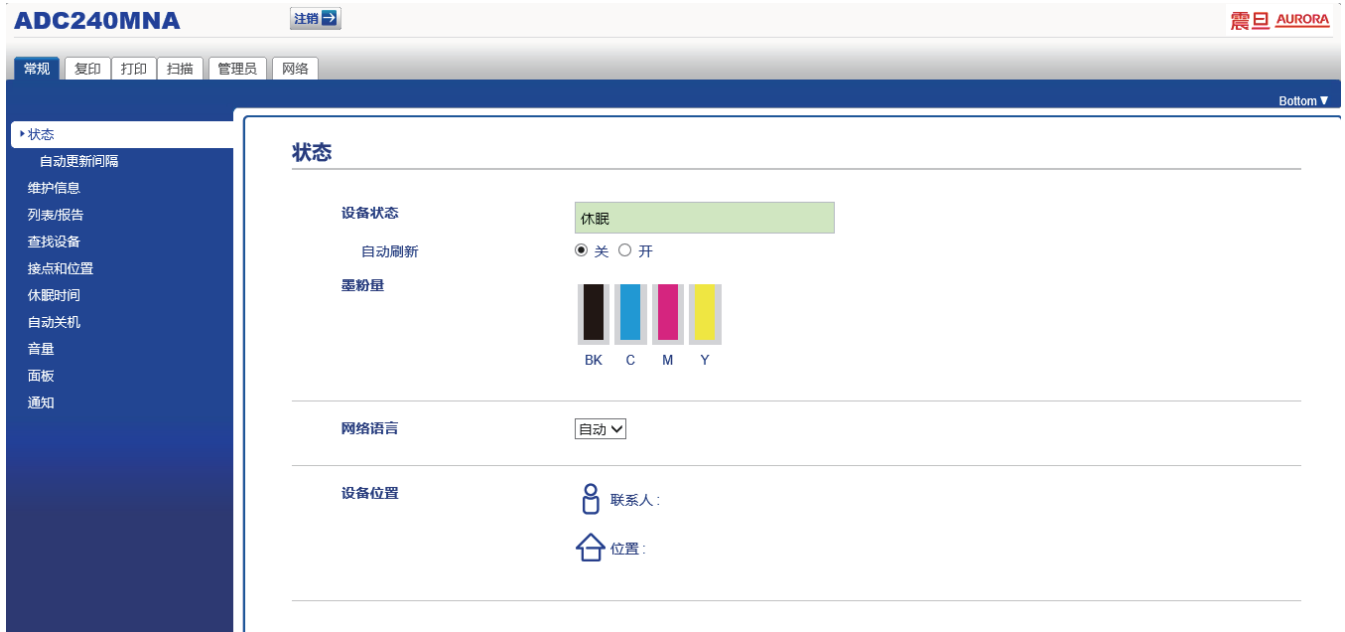 ADC240MNA 注销 震旦 AURORA
常规 复印 打印 扫描 管理员 网络
Bottom▼
状态
自动更新间隔
维护信息
列表/报告
查找设备
接点和位置
休眠时间
自动关机
音量
面板
通知
状态
设备状态 休眠
自动刷新 关 开
墨粉量
BK C M Y
网络语言 自动
设备位置 联系人:
位置: